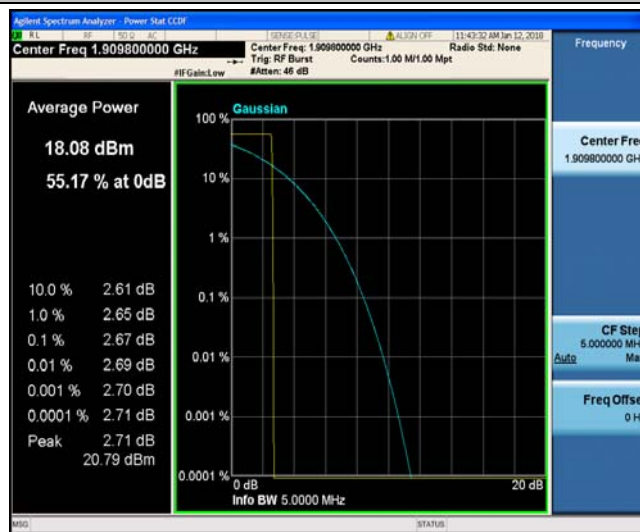 Agilent Spectrum Analyzer - Power Stat CCDF
RL RF 50 Ω AC SENSE:PULSE ALIGN OFF 11:43:32 AM Jan 12, 2018
Center Freq 1.909800000 GHz
Center Freq: 1.909800000 GHz Radio Std: None
Trig: RF Burst Counts:1.00 M/1.00 Mpt
#IFGain:Low #Atten: 46 dB
Frequency
Average Power
18.08 dBm
55.17 % at 0dB
10.0 % 2.61 dB
1.0 % 2.65 dB
0.1 % 2.67 dB
0.01 % 2.69 dB
0.001 % 2.70 dB
0.0001 % 2.71 dB
Peak 2.71 dB
20.79 dBm
Gaussian
100 %
10 %
1 %
0.1 %
0.01 %
0.001 %
0.0001 %
0 dB 20 dB
Info BW 5.0000 MHz
Center Fre
1.909800000 GH
CF Step
5.000000 MH
Auto Ma
Freq Offse
0 H
MSG STATUS